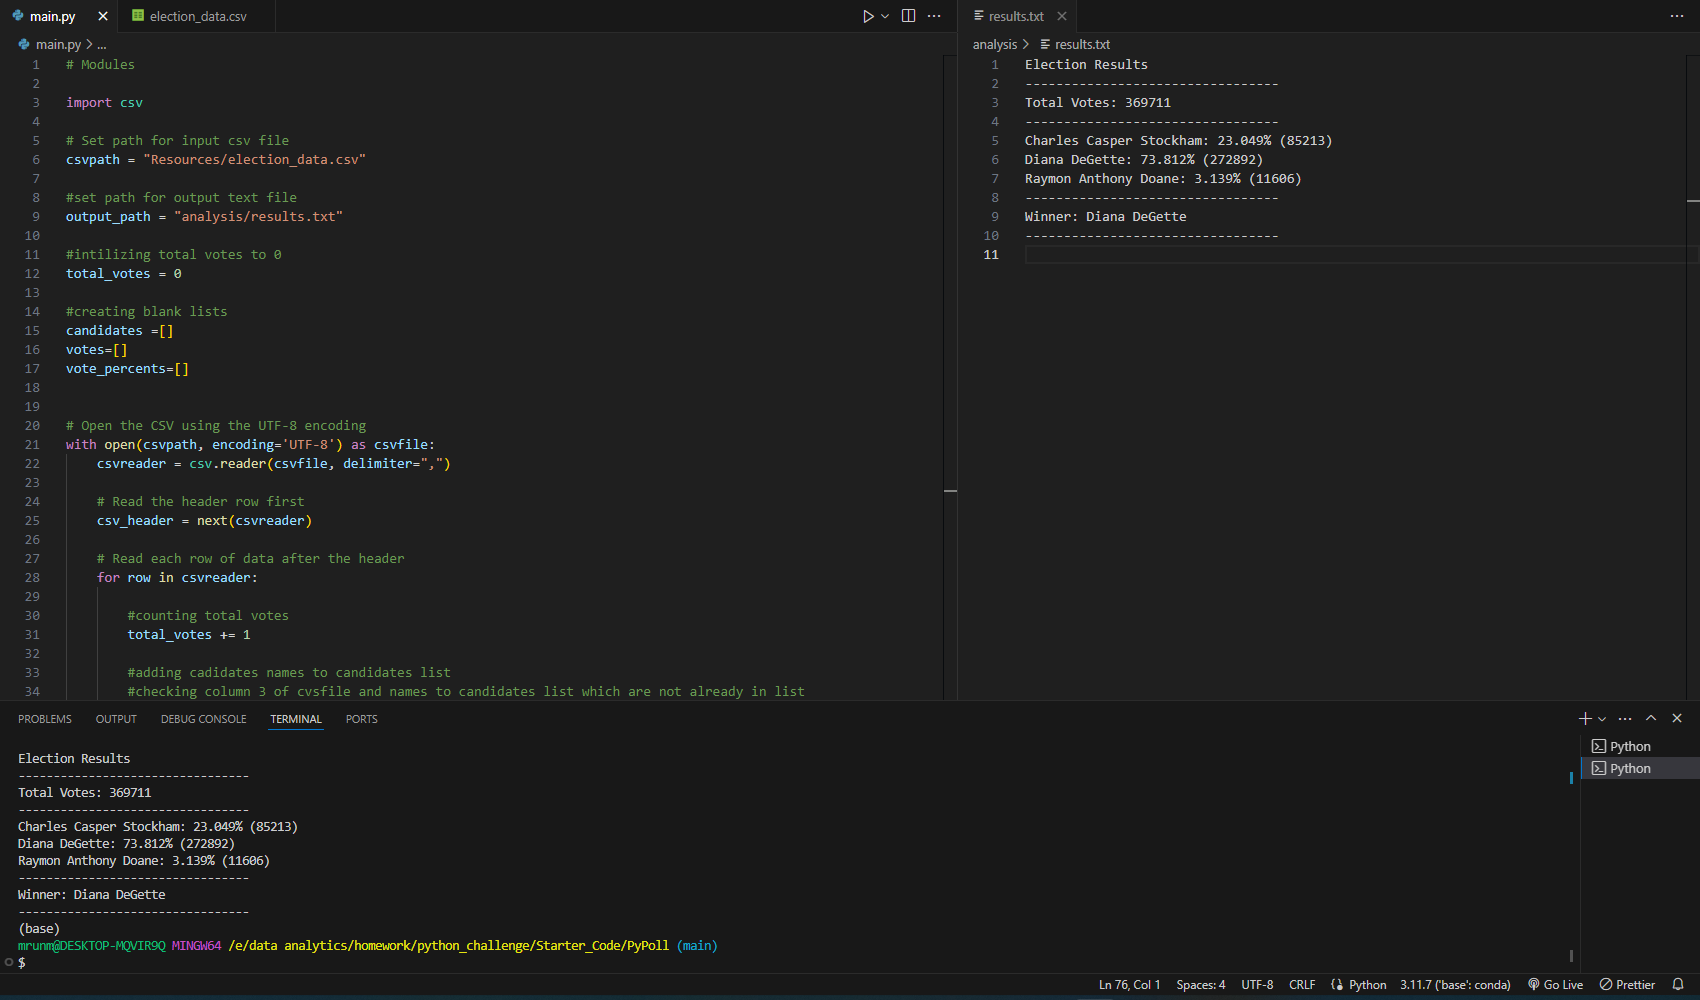 main.py
election_data.csv
main.py > ...
1 # Modules
2
3 import csv
4
5 # Set path for input csv file
6 csvpath = "Resources/election_data.csv"
7
8 #set path for output text file
9 output_path = "analysis/results.txt"
10
11 #intilizing total votes to 0
12 total_votes = 0
13
14 #creating blank lists
15 candidates =[]
16 votes=[]
17 vote_percents=[]
18
19
20 # Open the CSV using the UTF-8 encoding
21 with open(csvpath, encoding='UTF-8') as csvfile:
22 csvreader = csv.reader(csvfile, delimiter=",")
23
24 # Read the header row first
25 csv_header = next(csvreader)
26
27 # Read each row of data after the header
28 for row in csvreader:
29
30 #counting total votes
31 total_votes += 1
32
33 #adding cadidates names to candidates list
34 #checking column 3 of cvsfile and names to candidates list which are not already in list
results.txt
analysis > results.txt
1 Election Results
2 ---------------------------------
3 Total Votes: 369711
4 ---------------------------------
5 Charles Casper Stockham: 23.049% (85213)
6 Diana DeGette: 73.812% (272892)
7 Raymon Anthony Doane: 3.139% (11606)
8 ---------------------------------
9 Winner: Diana DeGette
10 ---------------------------------
11
PROBLEMS OUTPUT DEBUG CONSOLE TERMINAL PORTS
Election Results
---------------------------------
Total Votes: 369711
---------------------------------
Charles Casper Stockham: 23.049% (85213)
Diana DeGette: 73.812% (272892)
Raymon Anthony Doane: 3.139% (11606)
---------------------------------
Winner: Diana DeGette
---------------------------------
(base)
mrunm@DESKTOP-MQVIR9Q MINGW64 /e/data analytics/homework/python_challenge/Starter_Code/PyPoll (main)
$
Python
Python
Ln 76, Col 1 Spaces: 4 UTF-8 CRLF Python 3.11.7 ('base': conda) Go Live Prettier